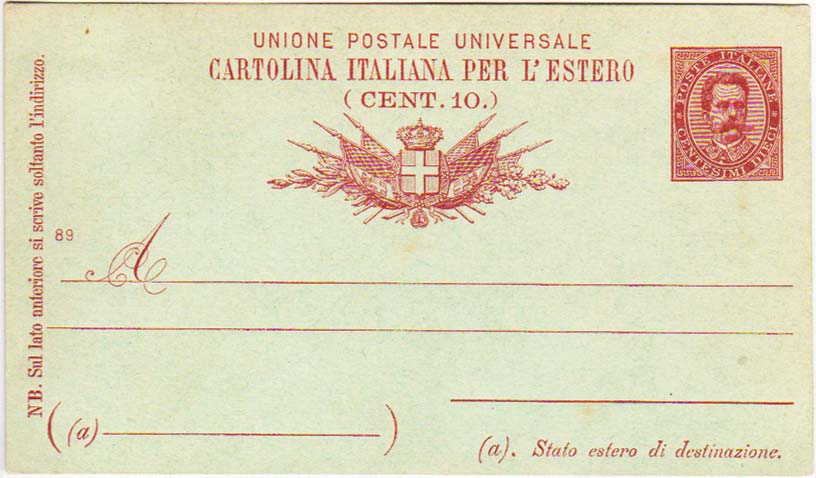 UNIONE POSTALE UNIVERSALE
CARTOLINA ITALIANA PER L'ESTERO
(CENT. 10.)
POSTE ITALIANE
CENTESIMI DIECI
NB. Sul lato anteriore si scrive soltanto l'indirizzo.
89
A
(a)
(a). Stato estero di destinazione.